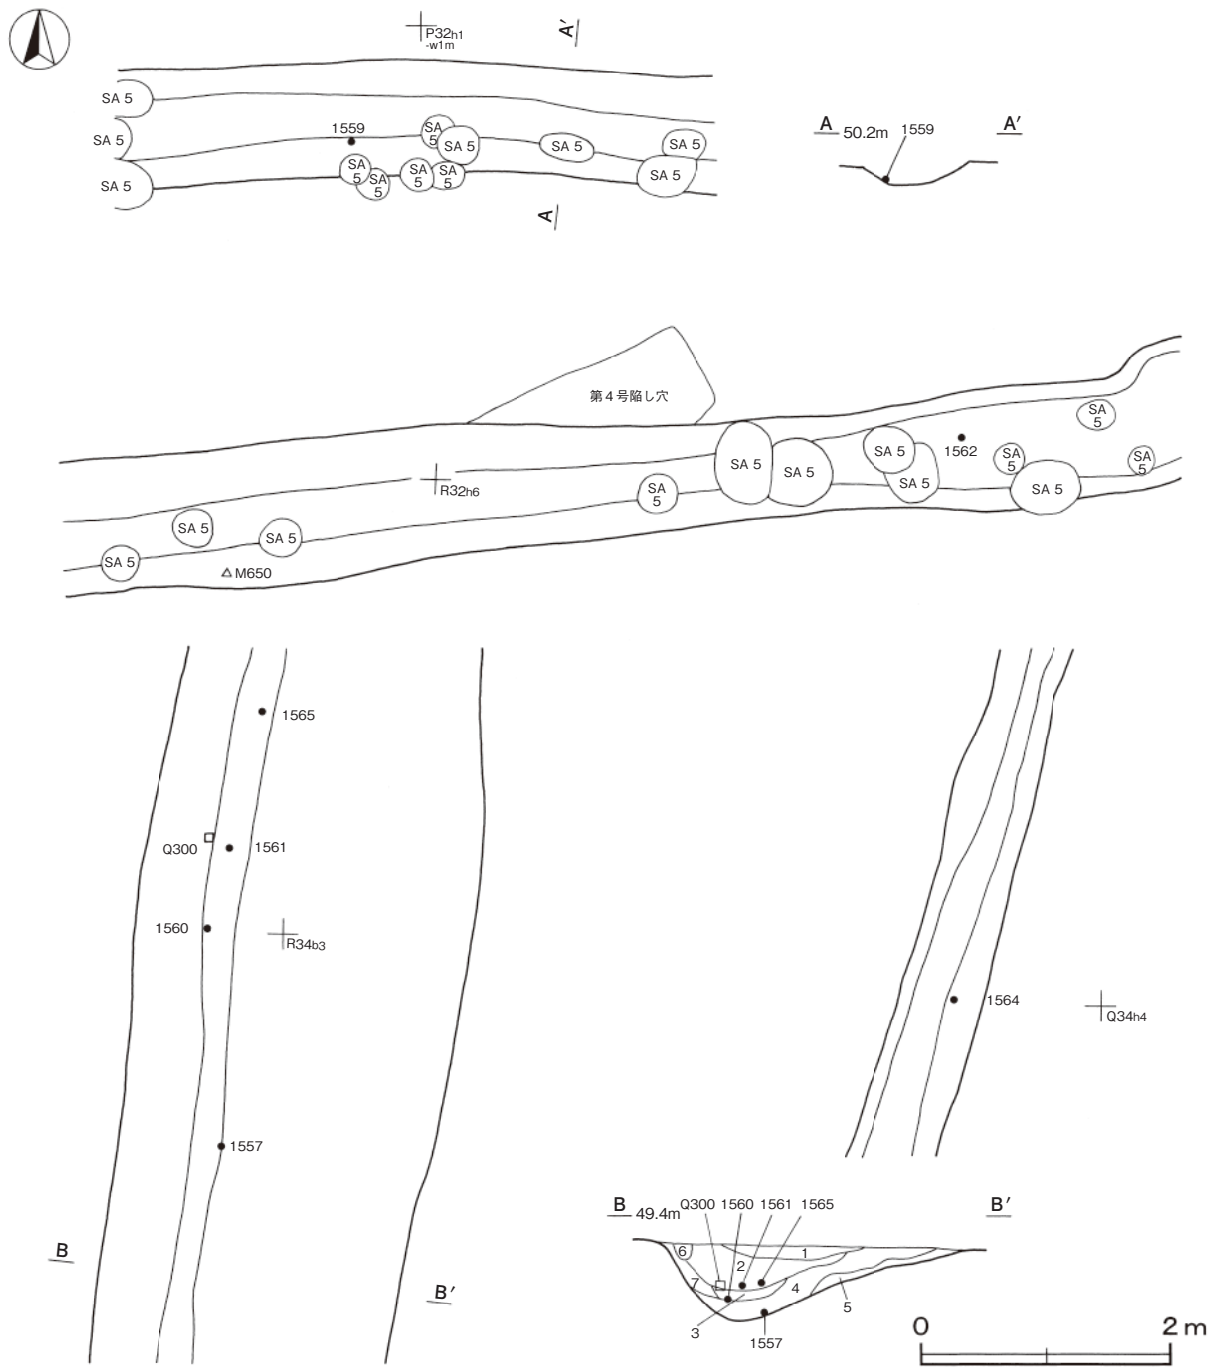 P32h1
-w1m
A′
SA 5
SA 5
SA 5
1559
SA
5
SA 5
SA 5
SA 5
SA 5
SA
5
SA
5
SA
5
SA
5
A
A 50.2m 1559 A′
第4号陥し穴
SA 5
SA 5
SA 5
SA 5
1562
SA
5
SA
5
SA
5
SA 5
SA
5
R32h6
SA 5
SA 5
SA 5
M650
1565
Q300
1561
1560
R34b3
1557
B
B′
1564
Q34h4
B 49.4m Q300 1560 1561 1565 B′
6
1
2
7
4
5
3
1557
0 2 m